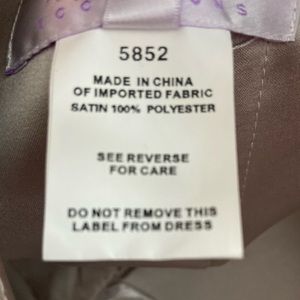 5852
MADE IN CHINA
OF IMPORTED FABRIC
SATIN 100% POLYESTER
SEE REVERSE
FOR CARE
DO NOT REMOVE THIS
LABEL FROM DRESS